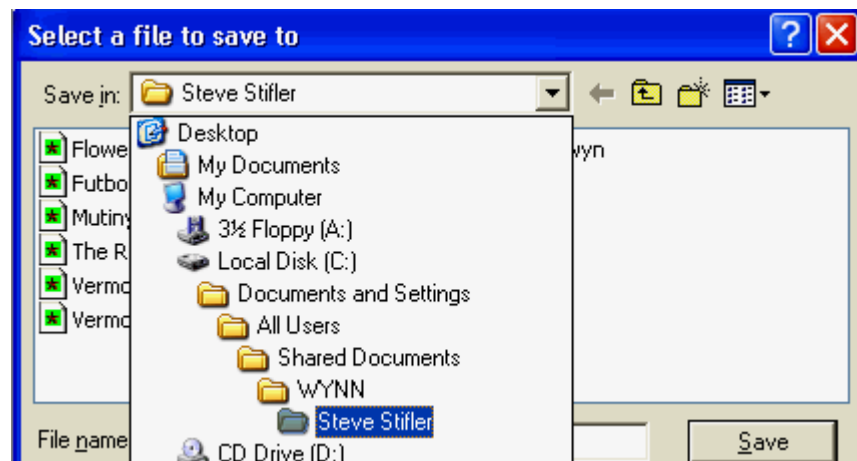 Select a file to save to
Save in: Steve Stifler
Desktop
My Documents
My Computer
3½ Floppy (A:)
Local Disk (C:)
Documents and Settings
All Users
Shared Documents
WYNN
Steve Stifler
CD Drive (D:)
Flowe
Futbo
Mutiny
The R
Vermo
Vermo
wyn
File name
Save